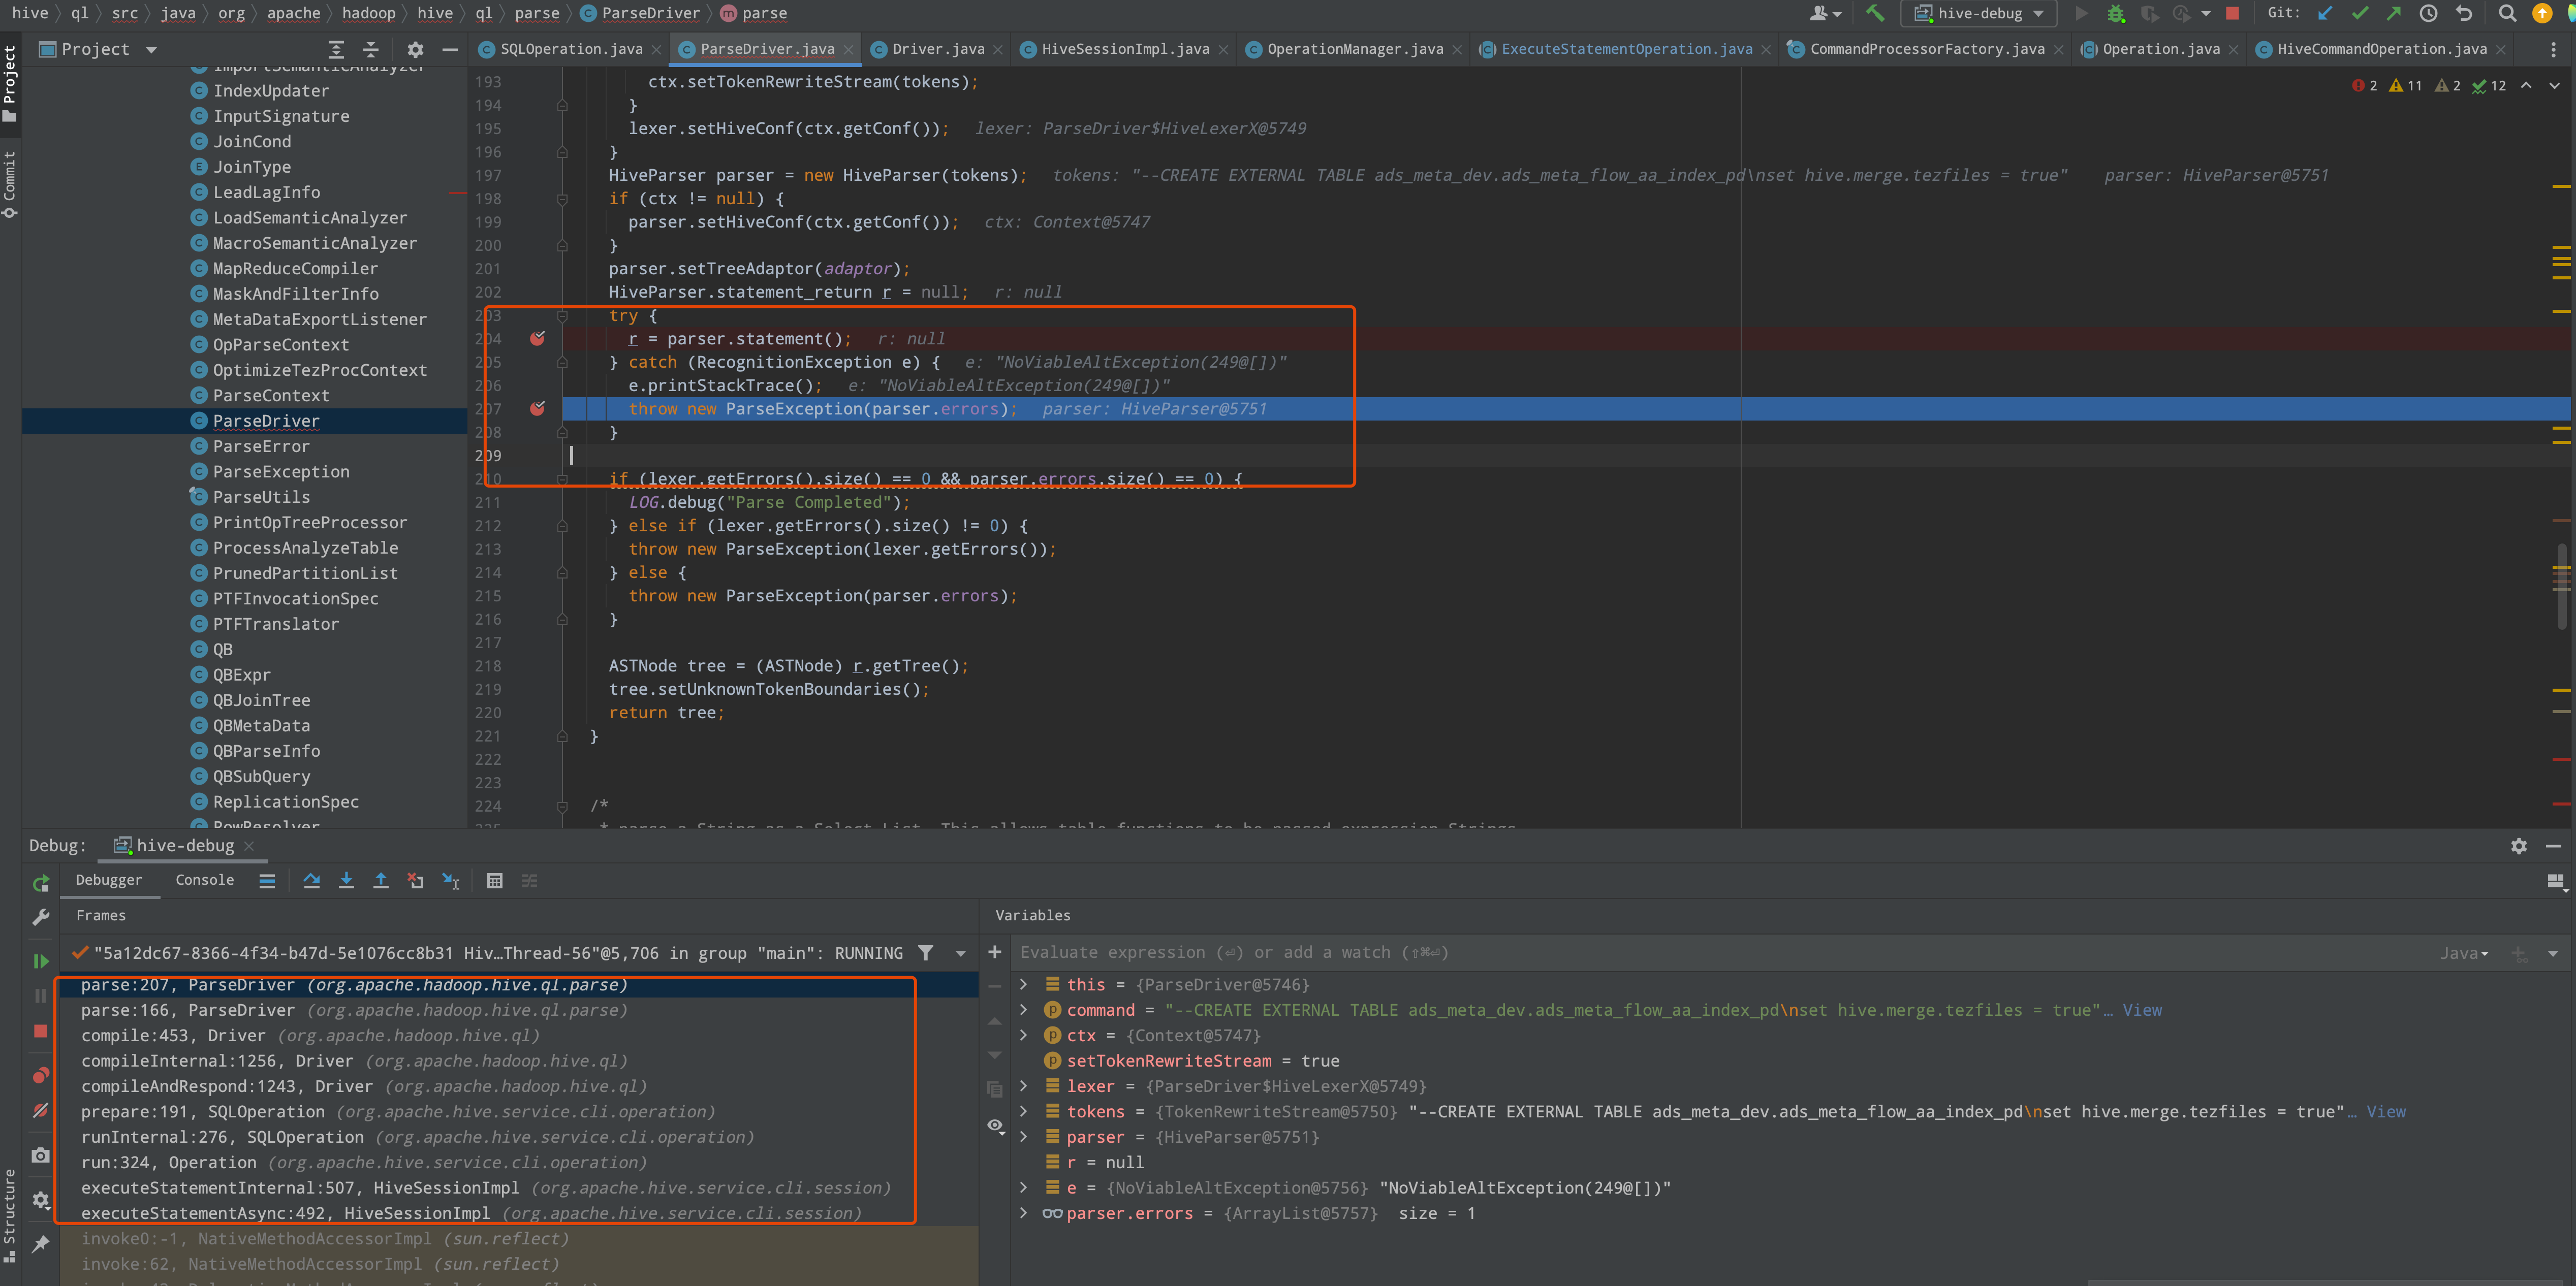 hive › ql › src › java › org › apache › hadoop › hive › ql › parse › ParseDriver › parse
hive-debug
Git:
Project
SQLOperation.java
ParseDriver.java
Driver.java
HiveSessionImpl.java
OperationManager.java
ExecuteStatementOperation.java
CommandProcessorFactory.java
Operation.java
HiveCommandOperation.java
Project
Commit
Structure
ImportSemanticAnalyzer
IndexUpdater
InputSignature
JoinCond
JoinType
LeadLagInfo
LoadSemanticAnalyzer
MacroSemanticAnalyzer
MapReduceCompiler
MaskAndFilterInfo
MetaDataExportListener
OpParseContext
OptimizeTezProcContext
ParseContext
ParseDriver
ParseError
ParseException
ParseUtils
PrintOpTreeProcessor
ProcessAnalyzeTable
PrunedPartitionList
PTFInvocationSpec
PTFTranslator
QB
QBExpr
QBJoinTree
QBMetaData
QBParseInfo
QBSubQuery
ReplicationSpec
RowResolver
2 11 2 12
193 ctx.setTokenRewriteStream(tokens);
194 }
195 lexer.setHiveConf(ctx.getConf()); lexer: ParseDriver$HiveLexerX@5749
196 }
197 HiveParser parser = new HiveParser(tokens); tokens: "--CREATE EXTERNAL TABLE ads_meta_dev.ads_meta_flow_aa_index_pd\nset hive.merge.tezfiles = true" parser: HiveParser@5751
198 if (ctx != null) {
199 parser.setHiveConf(ctx.getConf()); ctx: Context@5747
200 }
201 parser.setTreeAdaptor(adaptor);
202 HiveParser.statement_return r = null; r: null
203 try {
204 r = parser.statement(); r: null
205 } catch (RecognitionException e) { e: "NoViableAltException(249@[])"
206 e.printStackTrace(); e: "NoViableAltException(249@[])"
207 throw new ParseException(parser.errors); parser: HiveParser@5751
208 }
209
210 if (lexer.getErrors().size() == 0 && parser.errors.size() == 0) {
211 LOG.debug("Parse Completed");
212 } else if (lexer.getErrors().size() != 0) {
213 throw new ParseException(lexer.getErrors());
214 } else {
215 throw new ParseException(parser.errors);
216 }
217
218 ASTNode tree = (ASTNode) r.getTree();
219 tree.setUnknownTokenBoundaries();
220 return tree;
221 }
222
223
224 /*
225 * parse a String as a Select List. This allows table functions to be passed expression Strings
Debug: hive-debug
Debugger Console
Frames
"5a12dc67-8366-4f34-b47d-5e1076cc8b31 Hiv…Thread-56"@5,706 in group "main": RUNNING
parse:207, ParseDriver (org.apache.hadoop.hive.ql.parse)
parse:166, ParseDriver (org.apache.hadoop.hive.ql.parse)
compile:453, Driver (org.apache.hadoop.hive.ql)
compileInternal:1256, Driver (org.apache.hadoop.hive.ql)
compileAndRespond:1243, Driver (org.apache.hadoop.hive.ql)
prepare:191, SQLOperation (org.apache.hive.service.cli.operation)
runInternal:276, SQLOperation (org.apache.hive.service.cli.operation)
run:324, Operation (org.apache.hive.service.cli.operation)
executeStatementInternal:507, HiveSessionImpl (org.apache.hive.service.cli.session)
executeStatementAsync:492, HiveSessionImpl (org.apache.hive.service.cli.session)
invoke0:-1, NativeMethodAccessorImpl (sun.reflect)
invoke:62, NativeMethodAccessorImpl (sun.reflect)
Variables
Evaluate expression (⏎) or add a watch (⇧⌘⏎)
Java
this = {ParseDriver@5746}
command = "--CREATE EXTERNAL TABLE ads_meta_dev.ads_meta_flow_aa_index_pd\nset hive.merge.tezfiles = true"… View
ctx = {Context@5747}
setTokenRewriteStream = true
lexer = {ParseDriver$HiveLexerX@5749}
tokens = {TokenRewriteStream@5750} "--CREATE EXTERNAL TABLE ads_meta_dev.ads_meta_flow_aa_index_pd\nset hive.merge.tezfiles = true"… View
parser = {HiveParser@5751}
r = null
e = {NoViableAltException@5756} "NoViableAltException(249@[])"
parser.errors = {ArrayList@5757} size = 1